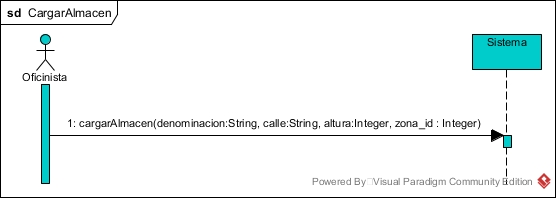 sd CargarAlmacen
Oficinista
Sistema
1: cargarAlmacen(denominacion:String, calle:String, altura:Integer, zona_id : Integer)
Powered By Visual Paradigm Community Edition